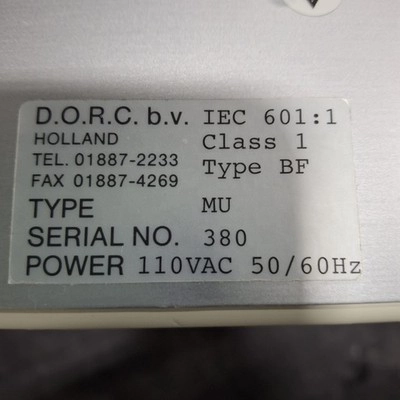 D.O.R.C. b.v. IEC 601:1
HOLLAND Class 1
TEL. 01887-2233 Type BF
FAX 01887-4269
TYPE MU
SERIAL NO. 380
POWER 110VAC 50/60Hz